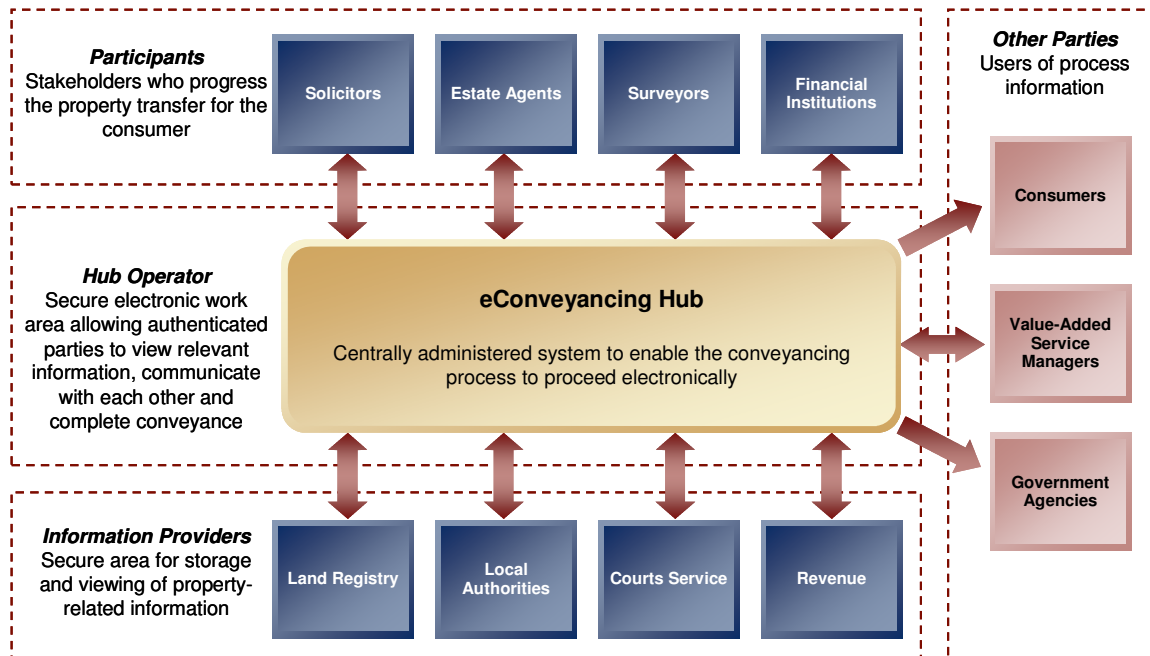 Participants
Stakeholders who progress
the property transfer for the
consumer
Solicitors
Estate Agents
Surveyors
Financial
Institutions
Other Parties
Users of process
information
Consumers
Value-Added
Service
Managers
Government
Agencies
Hub Operator
Secure electronic work
area allowing authenticated
parties to view relevant
information, communicate
with each other and
complete conveyance
eConveyancing Hub
Centrally administered system to enable the conveyancing
process to proceed electronically
Information Providers
Secure area for storage
and viewing of property-
related information
Land Registry
Local
Authorities
Courts Service
Revenue